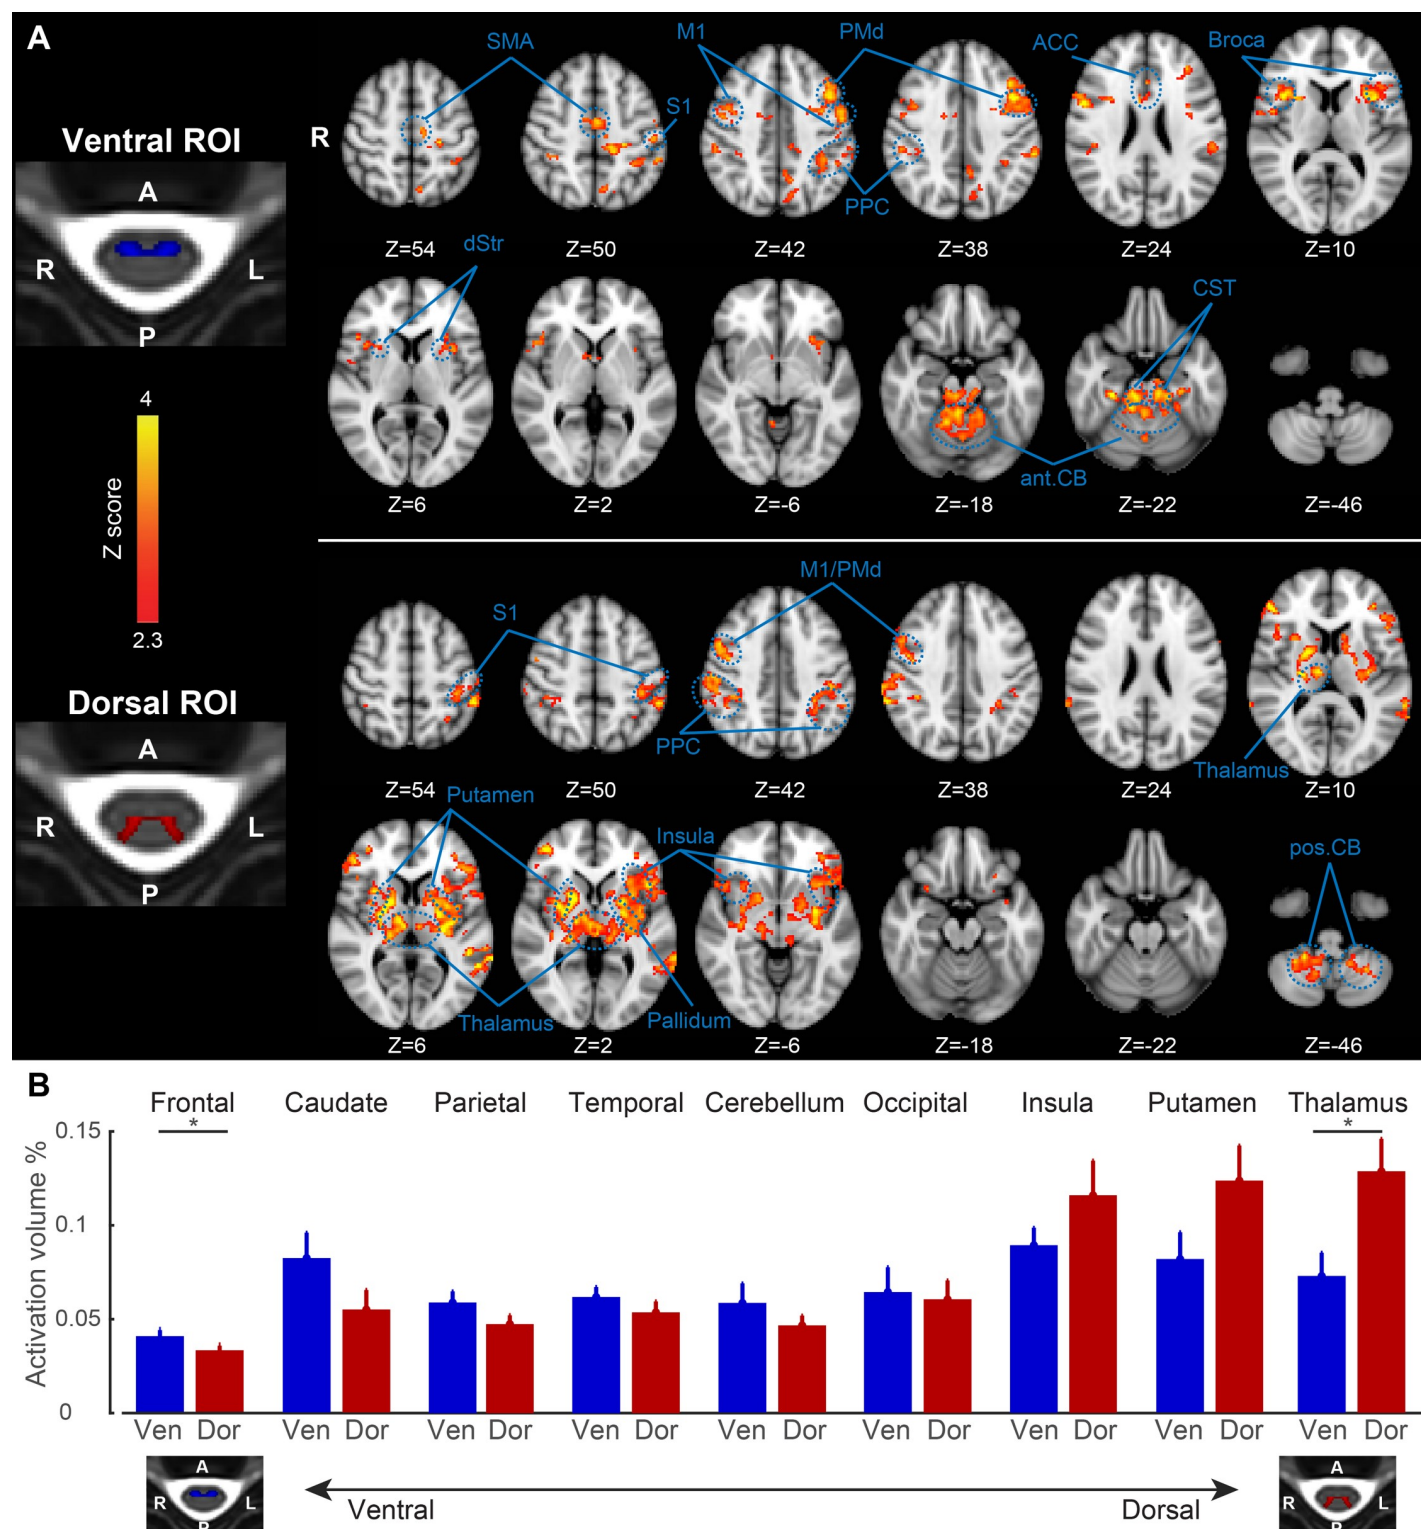 A
SMA
M1
PMd
ACC
Broca
S1
R
PPC
Ventral ROI
A
R
L
P
Z=54
Z=50
Z=42
Z=38
Z=24
Z=10
dStr
CST
ant.CB
Z=6
Z=2
Z=-6
Z=-18
Z=-22
Z=-46
4
Z score
2.3
M1/PMd
S1
PPC
Thalamus
Dorsal ROI
A
R
L
P
Z=54
Z=50
Z=42
Z=38
Z=24
Z=10
Putamen
Insula
pos.CB
Thalamus
Pallidum
Z=6
Z=2
Z=-6
Z=-18
Z=-22
Z=-46
B
Frontal Caudate Parietal Temporal Cerebellum Occipital Insula Putamen Thalamus
0.15
* *
0.1
0.05
0
Activation volume %
Ven Dor Ven Dor Ven Dor Ven Dor Ven Dor Ven Dor Ven Dor Ven Dor Ven Dor
A
R L
P
Ventral Dorsal
A
R L
P